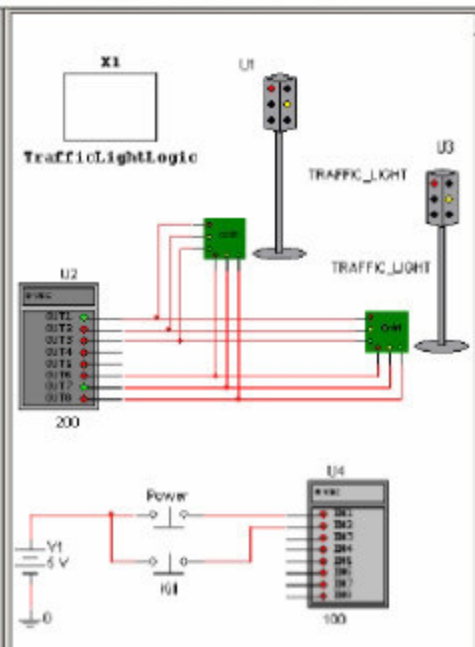 X1
U1
TrafficLightLogic
U3
TRAFFIC_LIGHT
TRAFFIC_LIGHT
U2
OUT1
OUT2
OUT3
OUT4
OUT5
OUT6
OUT7
OUT8
200
U4
Power
IN1
IN2
IN3
IN4
IN5
IN6
IN7
IN8
V1
5 V
Kill
0
100